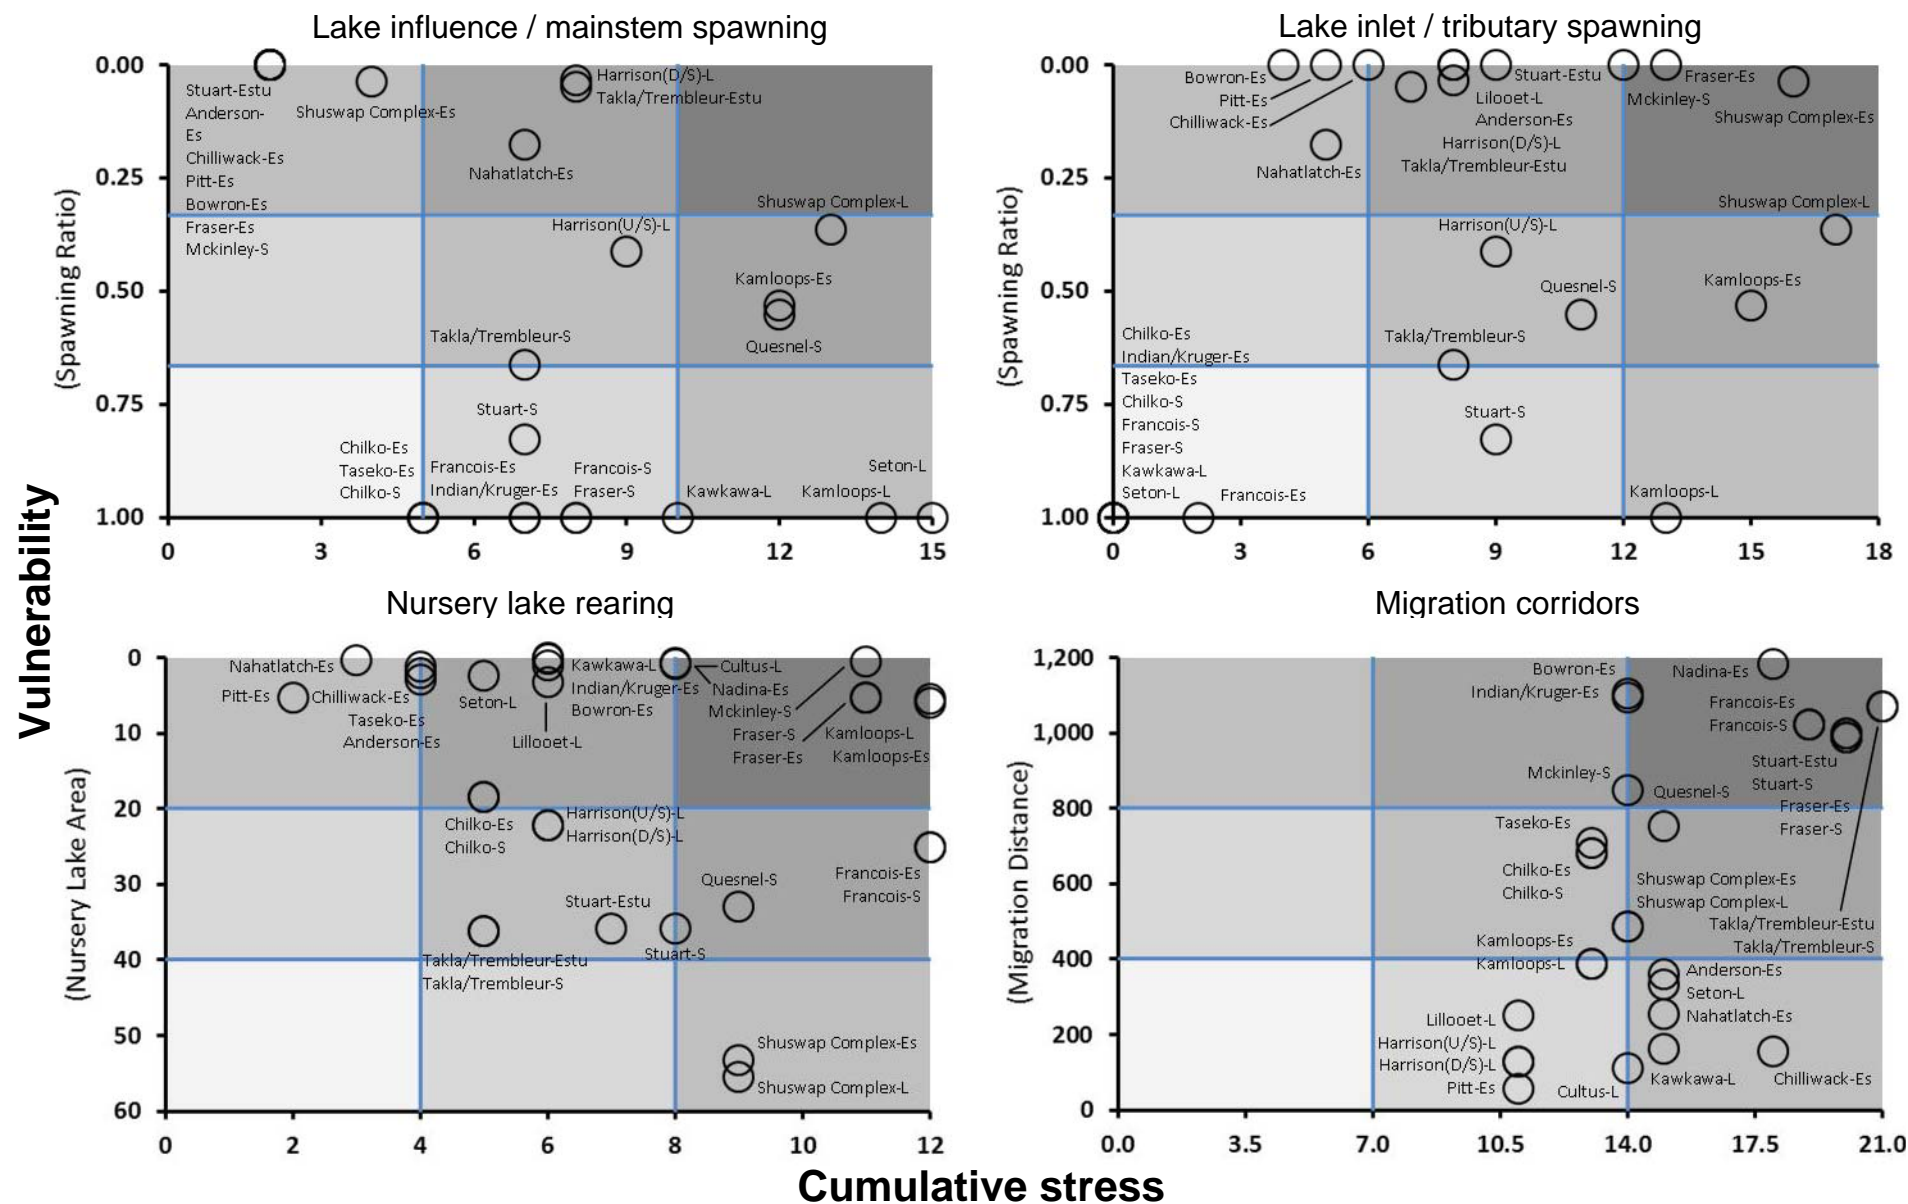 Lake influence / mainstem spawning
0.00
0.25
0.50
0.75
1.00
(Spawning Ratio)
Stuart-Estu
Anderson-
Es
Chilliwack-Es
Pitt-Es
Bowron-Es
Fraser-Es
Mckinley-S
Shuswap Complex-Es
Harrison(D/S)-L
Takla/Trembleur-Estu
Nahatlatch-Es
Shuswap Complex-L
Harrison(U/S)-L
Kamloops-Es
Takla/Trembleur-S
Quesnel-S
Stuart-S
Chilko-Es
Taseko-Es
Chilko-S
Francois-Es
Indian/Kruger-Es
Francois-S
Fraser-S
Kawkawa-L
Kamloops-L
Seton-L
0
3
6
9
12
15
Lake inlet / tributary spawning
0.00
0.25
0.50
0.75
1.00
(Spawning Ratio)
Bowron-Es
Pitt-Es
Chilliwack-Es
Nahatlatch-Es
Stuart-Estu
Lilooet-L
Anderson-Es
Harrison(D/S)-L
Takla/Trembleur-Estu
Fraser-Es
Mckinley-S
Shuswap Complex-Es
Shuswap Complex-L
Harrison(U/S)-L
Quesnel-S
Kamloops-Es
Takla/Trembleur-S
Chilko-Es
Indian/Kruger-Es
Taseko-Es
Chilko-S
Francois-S
Fraser-S
Kawkawa-L
Seton-L
Stuart-S
Francois-Es
Kamloops-L
0
3
6
9
12
15
18
Vulnerability
Nursery lake rearing
0
10
20
30
40
50
60
(Nursery Lake Area)
Nahatlatch-Es
Pitt-Es
Chilliwack-Es
Taseko-Es
Anderson-Es
Seton-L
Kawkawa-L
Indian/Kruger-Es
Bowron-Es
Lillooet-L
Cultus-L
Nadina-Es
Mckinley-S
Fraser-S
Fraser-Es
Kamloops-L
Kamloops-Es
Chilko-Es
Chilko-S
Harrison(U/S)-L
Harrison(D/S)-L
Francois-Es
Francois-S
Quesnel-S
Stuart-Estu
Stuart-S
Takla/Trembleur-Estu
Takla/Trembleur-S
Shuswap Complex-Es
Shuswap Complex-L
0
2
4
6
8
10
12
Migration corridors
1,200
1,000
800
600
400
200
0
(Migration Distance)
Bowron-Es
Indian/Kruger-Es
Nadina-Es
Francois-Es
Francois-S
Mckinley-S
Stuart-Estu
Stuart-S
Quesnel-S
Fraser-Es
Fraser-S
Taseko-Es
Chilko-Es
Chilko-S
Shuswap Complex-Es
Shuswap Complex-L
Takla/Trembleur-Estu
Takla/Trembleur-S
Kamloops-Es
Kamloops-L
Anderson-Es
Seton-L
Nahatlatch-Es
Lillooet-L
Harrison(U/S)-L
Harrison(D/S)-L
Pitt-Es
Cultus-L
Kawkawa-L
Chilliwack-Es
0.0
3.5
7.0
10.5
14.0
17.5
21.0
Cumulative stress